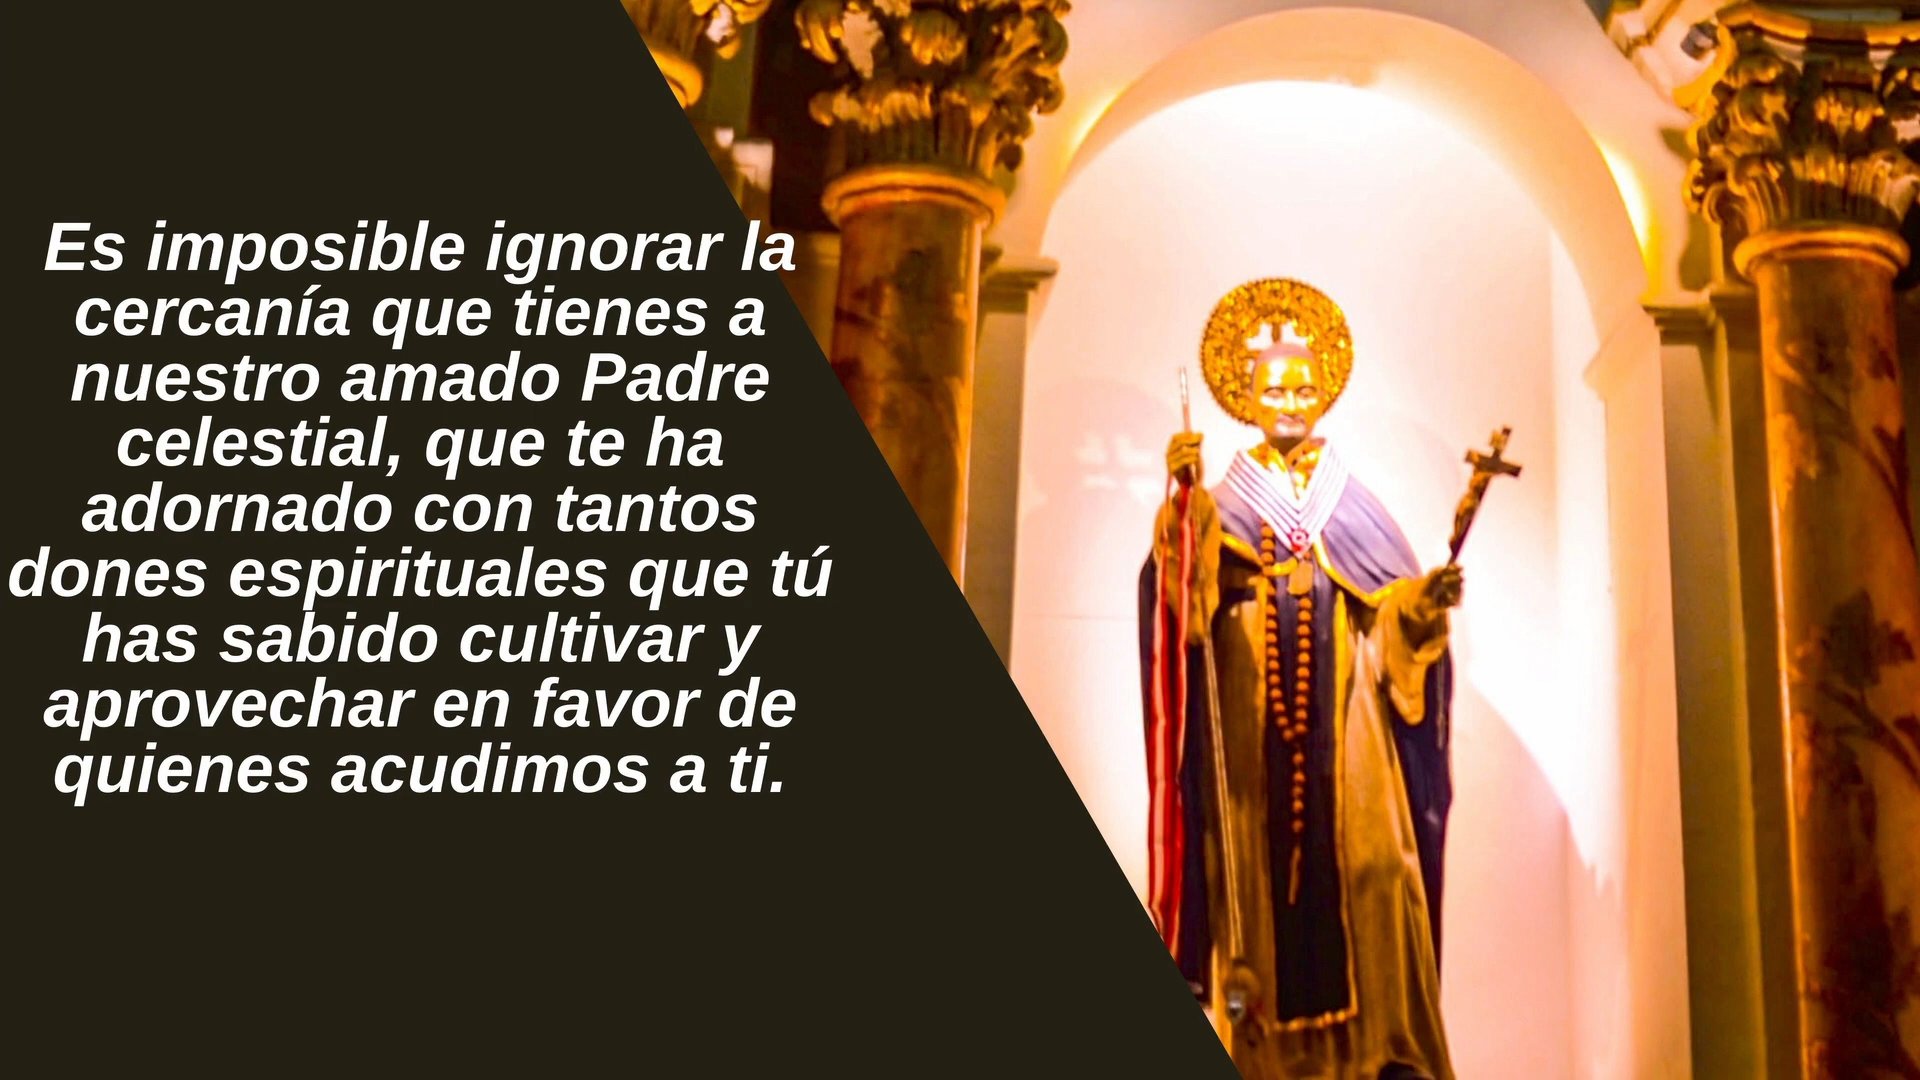 Es imposible ignorar la
cercanía que tienes a
nuestro amado Padre
celestial, que te ha
adornado con tantos
dones espirituales que tú
has sabido cultivar y
aprovechar en favor de
quienes acudimos a ti.